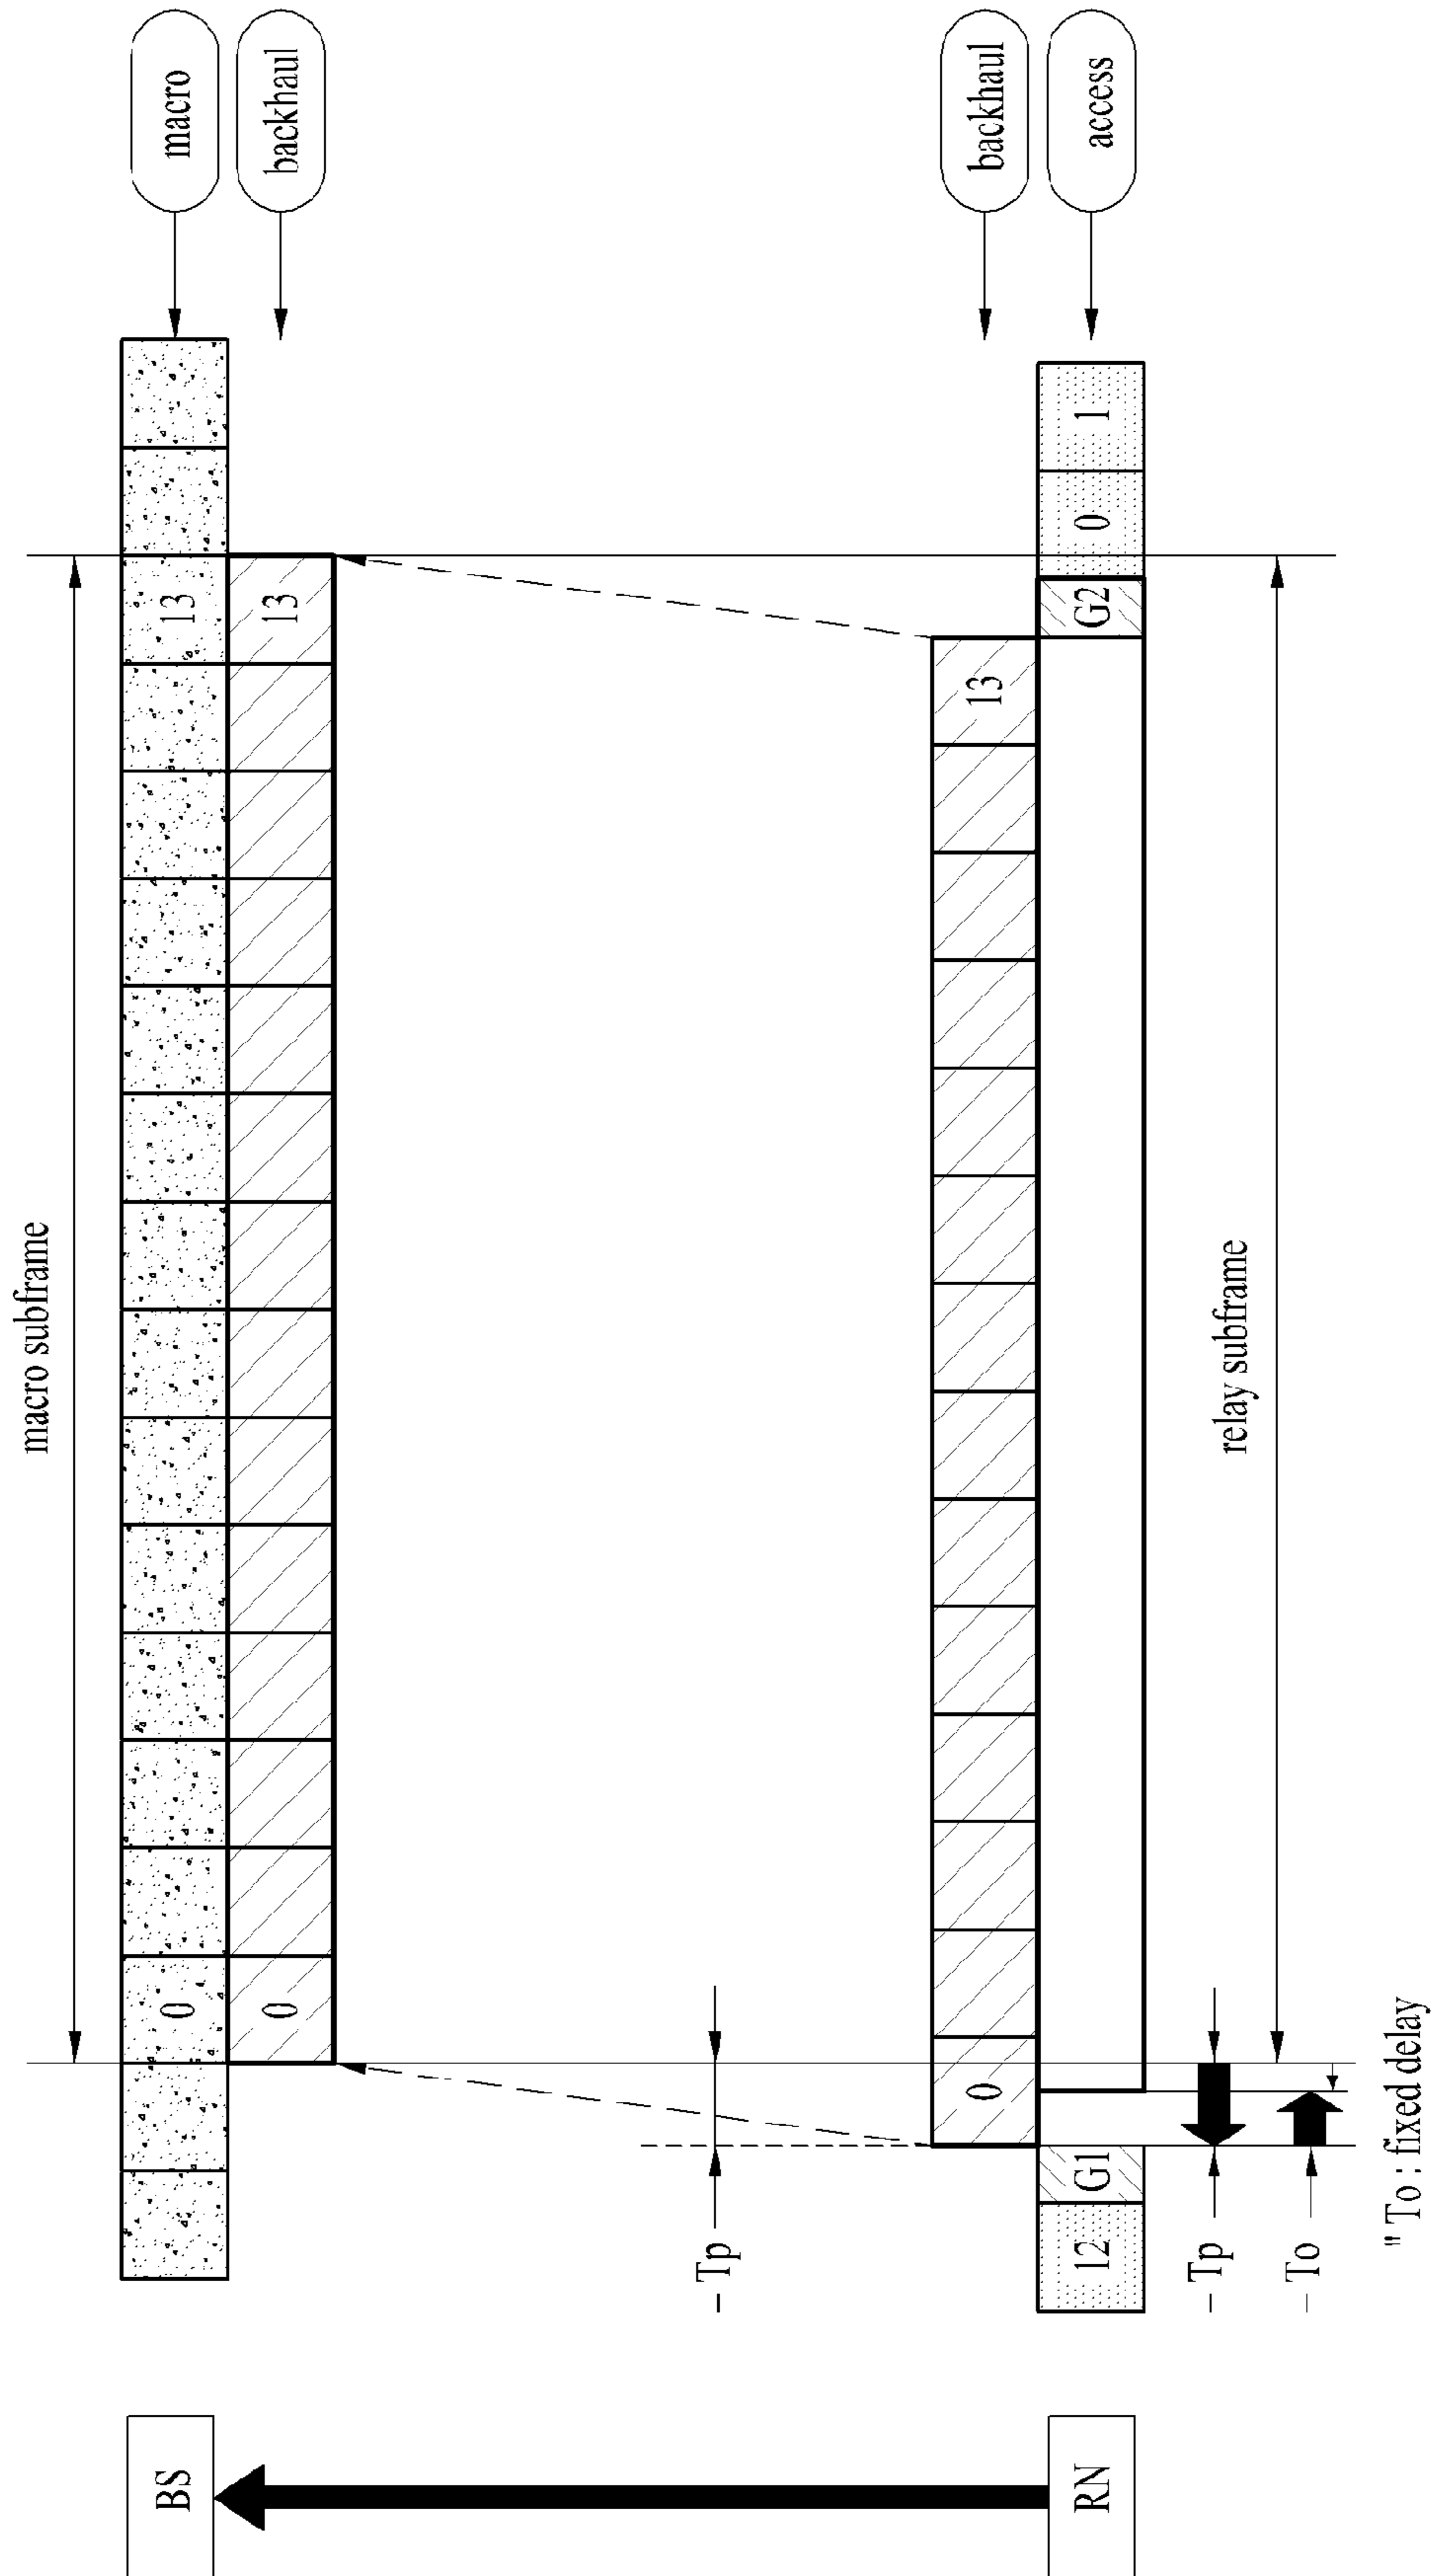 macro subframe
BS
0
13
macro
0
13
backhaul
– Tp
0
13
backhaul
RN
12
G1
G2
0
1
access
– Tp
relay subframe
– To
" To : fixed delay